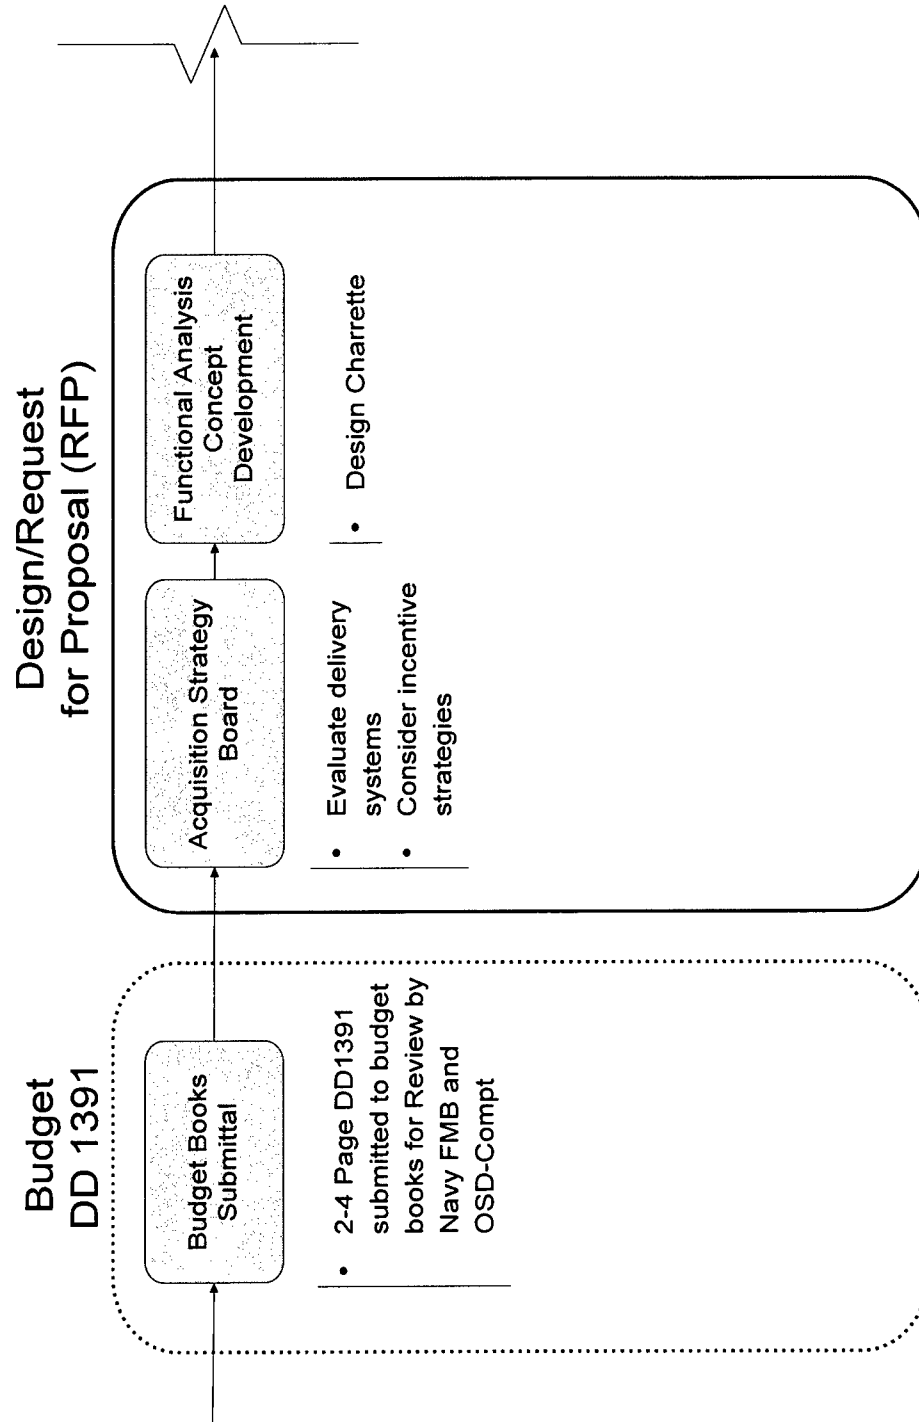 Budget
DD 1391
Budget Books
Submittal
• 2-4 Page DD1391
submitted to budget
books for Review by
Navy FMB and
OSD-Compt
Design/Request
for Proposal (RFP)
Acquisition Strategy
Board
• Evaluate delivery
systems
• Consider incentive
strategies
Functional Analysis
Concept
Development
• Design Charrette